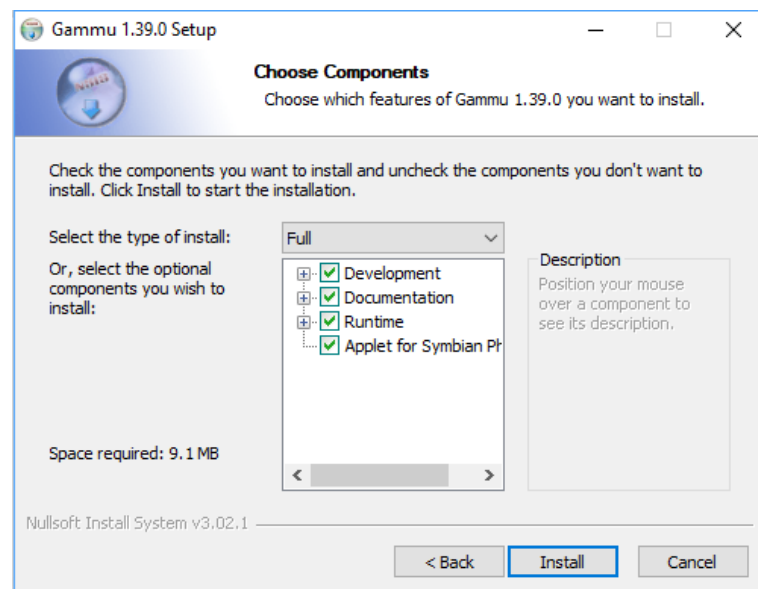 Gammu 1.39.0 Setup
Choose Components
Choose which features of Gammu 1.39.0 you want to install.
Check the components you want to install and uncheck the components you don't want to
install. Click Install to start the installation.
Select the type of install:
Full
Or, select the optional
components you wish to
install:
Development
Documentation
Runtime
Applet for Symbian Ph
Description
Position your mouse
over a component to
see its description.
Space required: 9.1 MB
Nullsoft Install System v3.02.1
< Back
Install
Cancel